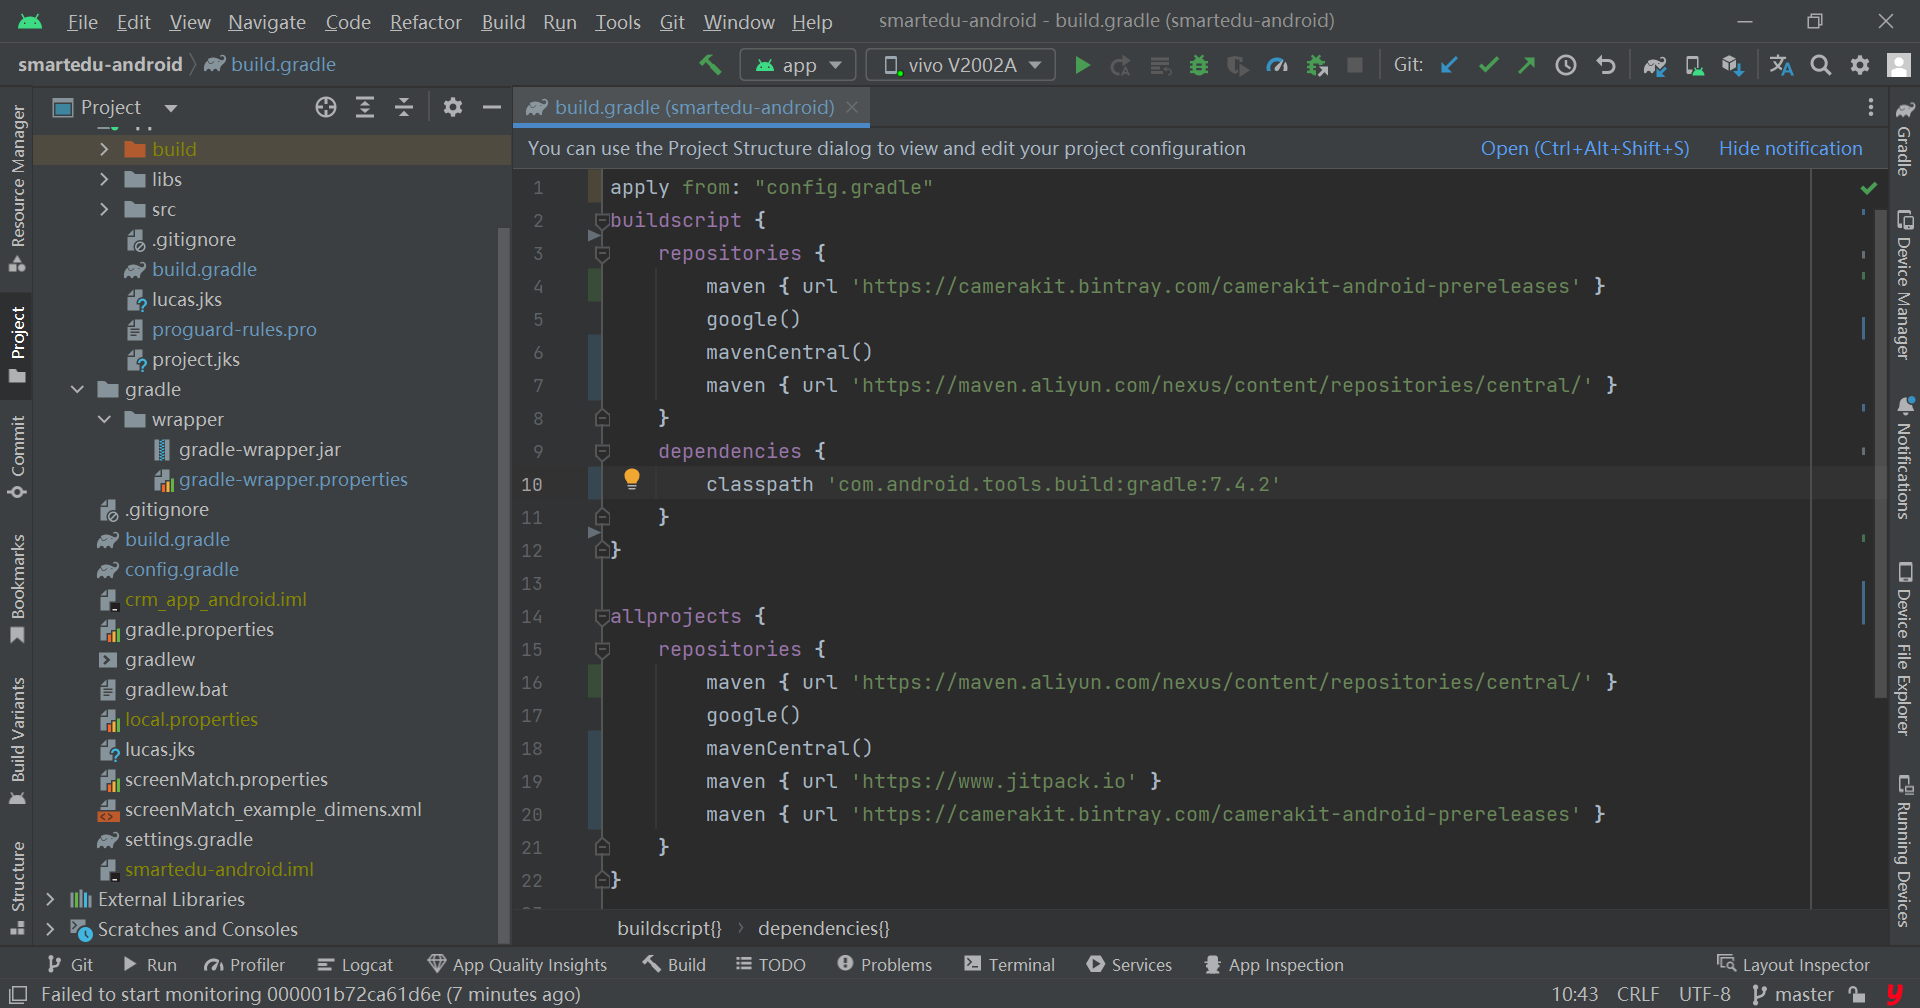 File Edit View Navigate Code Refactor Build Run Tools Git Window Help smartedu-android - build.gradle (smartedu-android)
smartedu-android build.gradle app vivo V2002A Git:
Project
build
libs
src
.gitignore
build.gradle
lucas.jks
proguard-rules.pro
project.jks
gradle
wrapper
gradle-wrapper.jar
gradle-wrapper.properties
.gitignore
build.gradle
config.gradle
crm_app_android.iml
gradle.properties
gradlew
gradlew.bat
local.properties
lucas.jks
screenMatch.properties
screenMatch_example_dimens.xml
settings.gradle
smartedu-android.iml
External Libraries
Scratches and Consoles
Resource Manager
Project
Commit
Bookmarks
Build Variants
Structure
build.gradle (smartedu-android)
You can use the Project Structure dialog to view and edit your project configuration Open (Ctrl+Alt+Shift+S) Hide notification
1 apply from: "config.gradle"
2 buildscript {
3 repositories {
4 maven { url 'https://camerakit.bintray.com/camerakit-android-prereleases' }
5 google()
6 mavenCentral()
7 maven { url 'https://maven.aliyun.com/nexus/content/repositories/central/' }
8 }
9 dependencies {
10 classpath 'com.android.tools.build:gradle:7.4.2'
11 }
12 }
13
14 allprojects {
15 repositories {
16 maven { url 'https://maven.aliyun.com/nexus/content/repositories/central/' }
17 google()
18 mavenCentral()
19 maven { url 'https://www.jitpack.io' }
20 maven { url 'https://camerakit.bintray.com/camerakit-android-prereleases' }
21 }
22 }
buildscript{} dependencies{}
Gradle
Device Manager
Notifications
Device File Explorer
Running Devices
Git Run Profiler Logcat App Quality Insights Build TODO Problems Terminal Services App Inspection Layout Inspector
Failed to start monitoring 000001b72ca61d6e (7 minutes ago) 10:43 CRLF UTF-8 master